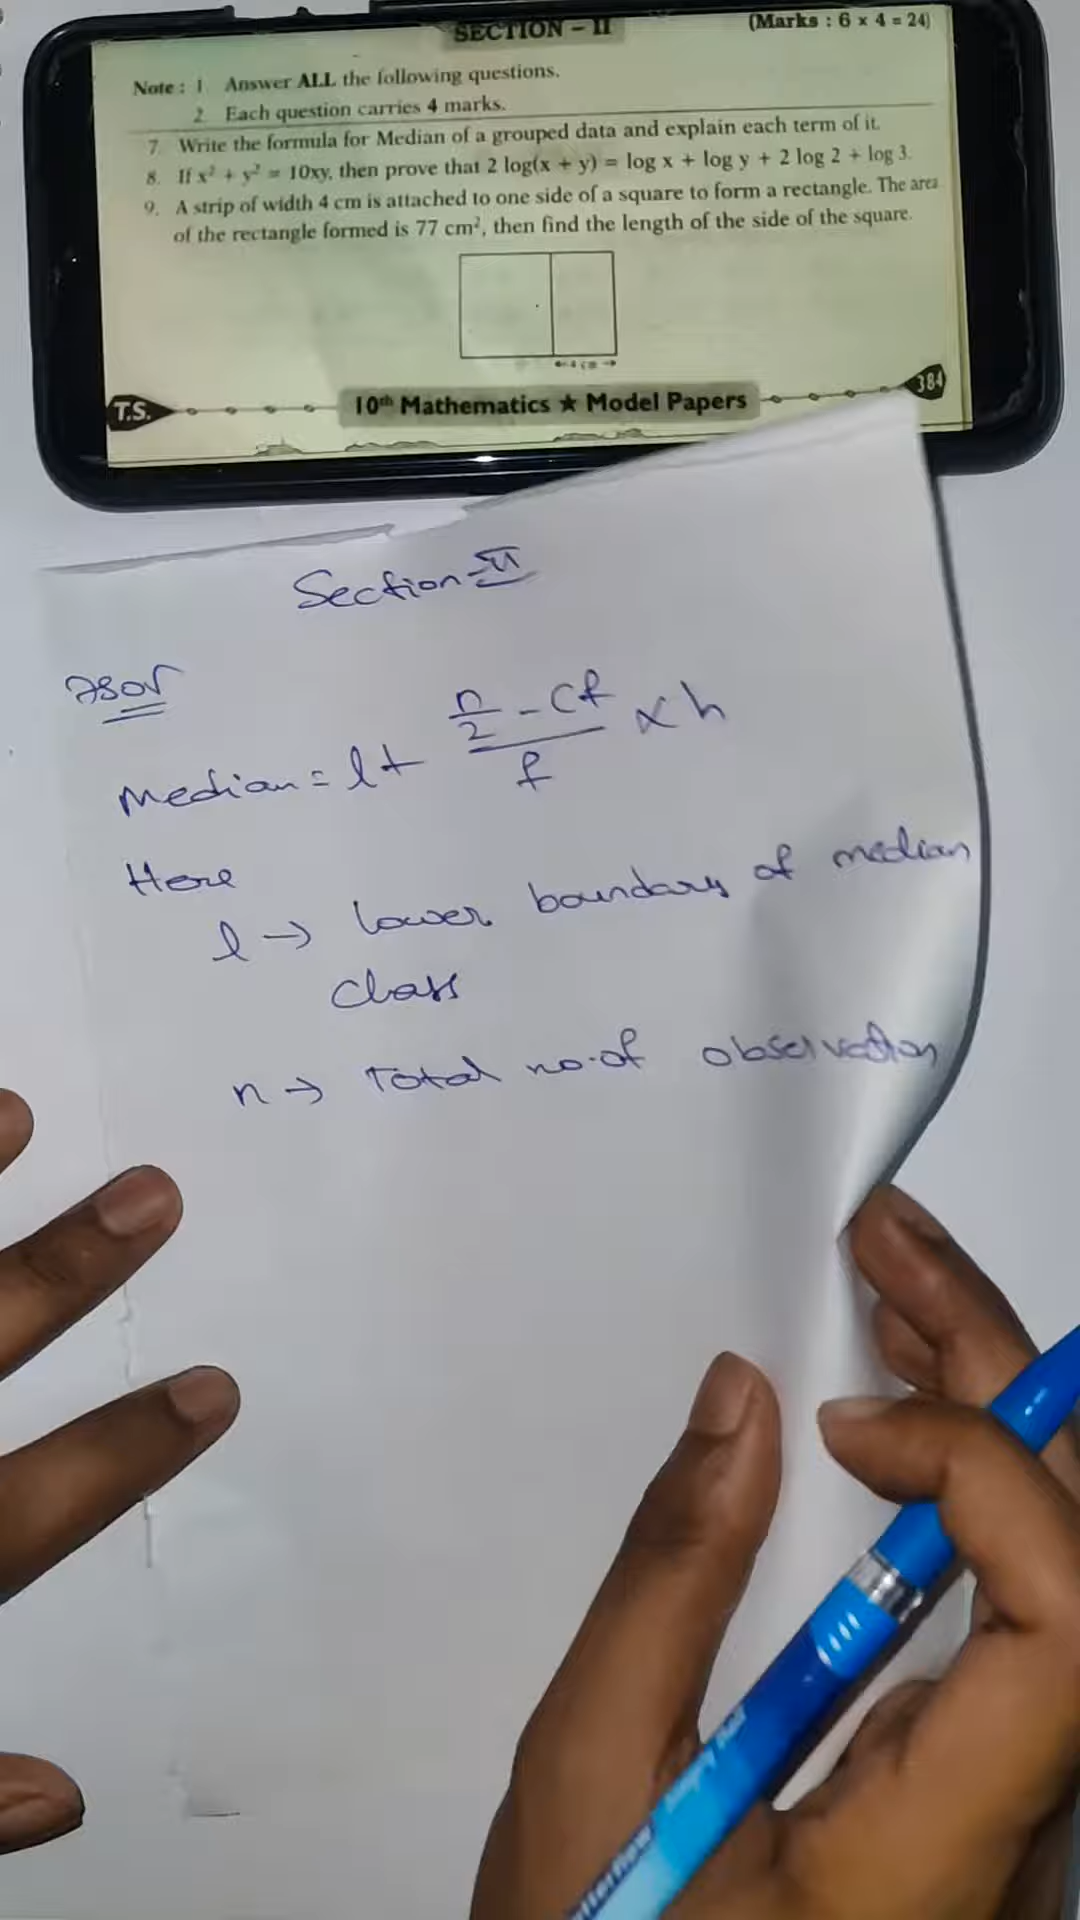 SECTION – II
(Marks : 6 x 4 = 24)
Note : 1. Answer ALL the following questions.
2. Each question carries 4 marks.
7. Write the formula for Median of a grouped data and explain each term of it.
8. If x² + y² = 10xy, then prove that 2 log(x + y) = log x + log y + 2 log 2 + log 3.
9. A strip of width 4 cm is attached to one side of a square to form a rectangle. The area
of the rectangle formed is 77 cm², then find the length of the side of the square.
4 cm
384
T.S.
10th Mathematics ★ Model Papers
Section-II
7 sol
Median = l + (n/2 - cf)/f × h
Here
l → lower boundary of median
class
n → Total no. of observation